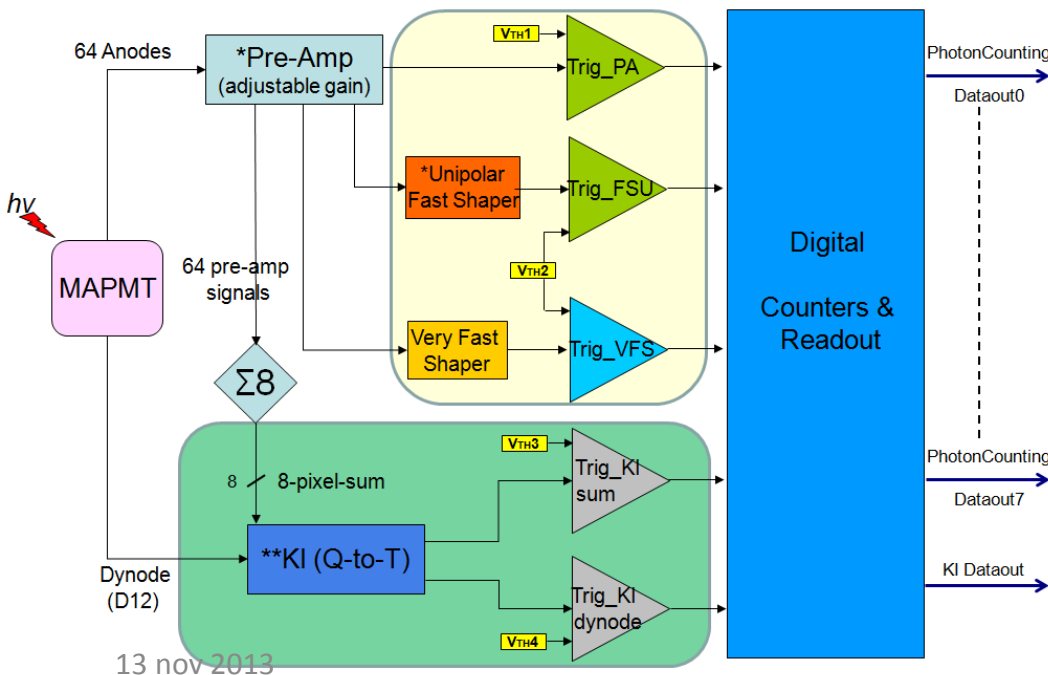 64 Anodes
*Pre-Amp
(adjustable gain)
VTH1
Trig_PA
PhotonCounting
Dataout0
*Unipolar
Fast Shaper
Trig_FSU
hν
MAPMT
64 pre-amp
signals
VTH2
Digital
Counters &
Readout
Very Fast
Shaper
Trig_VFS
Σ8
VTH3
Trig_KI
sum
PhotonCounting
Dataout7
8
8-pixel-sum
**KI (Q-to-T)
Dynode
(D12)
Trig_KI
dynode
VTH4
KI Dataout
13 nov 2013